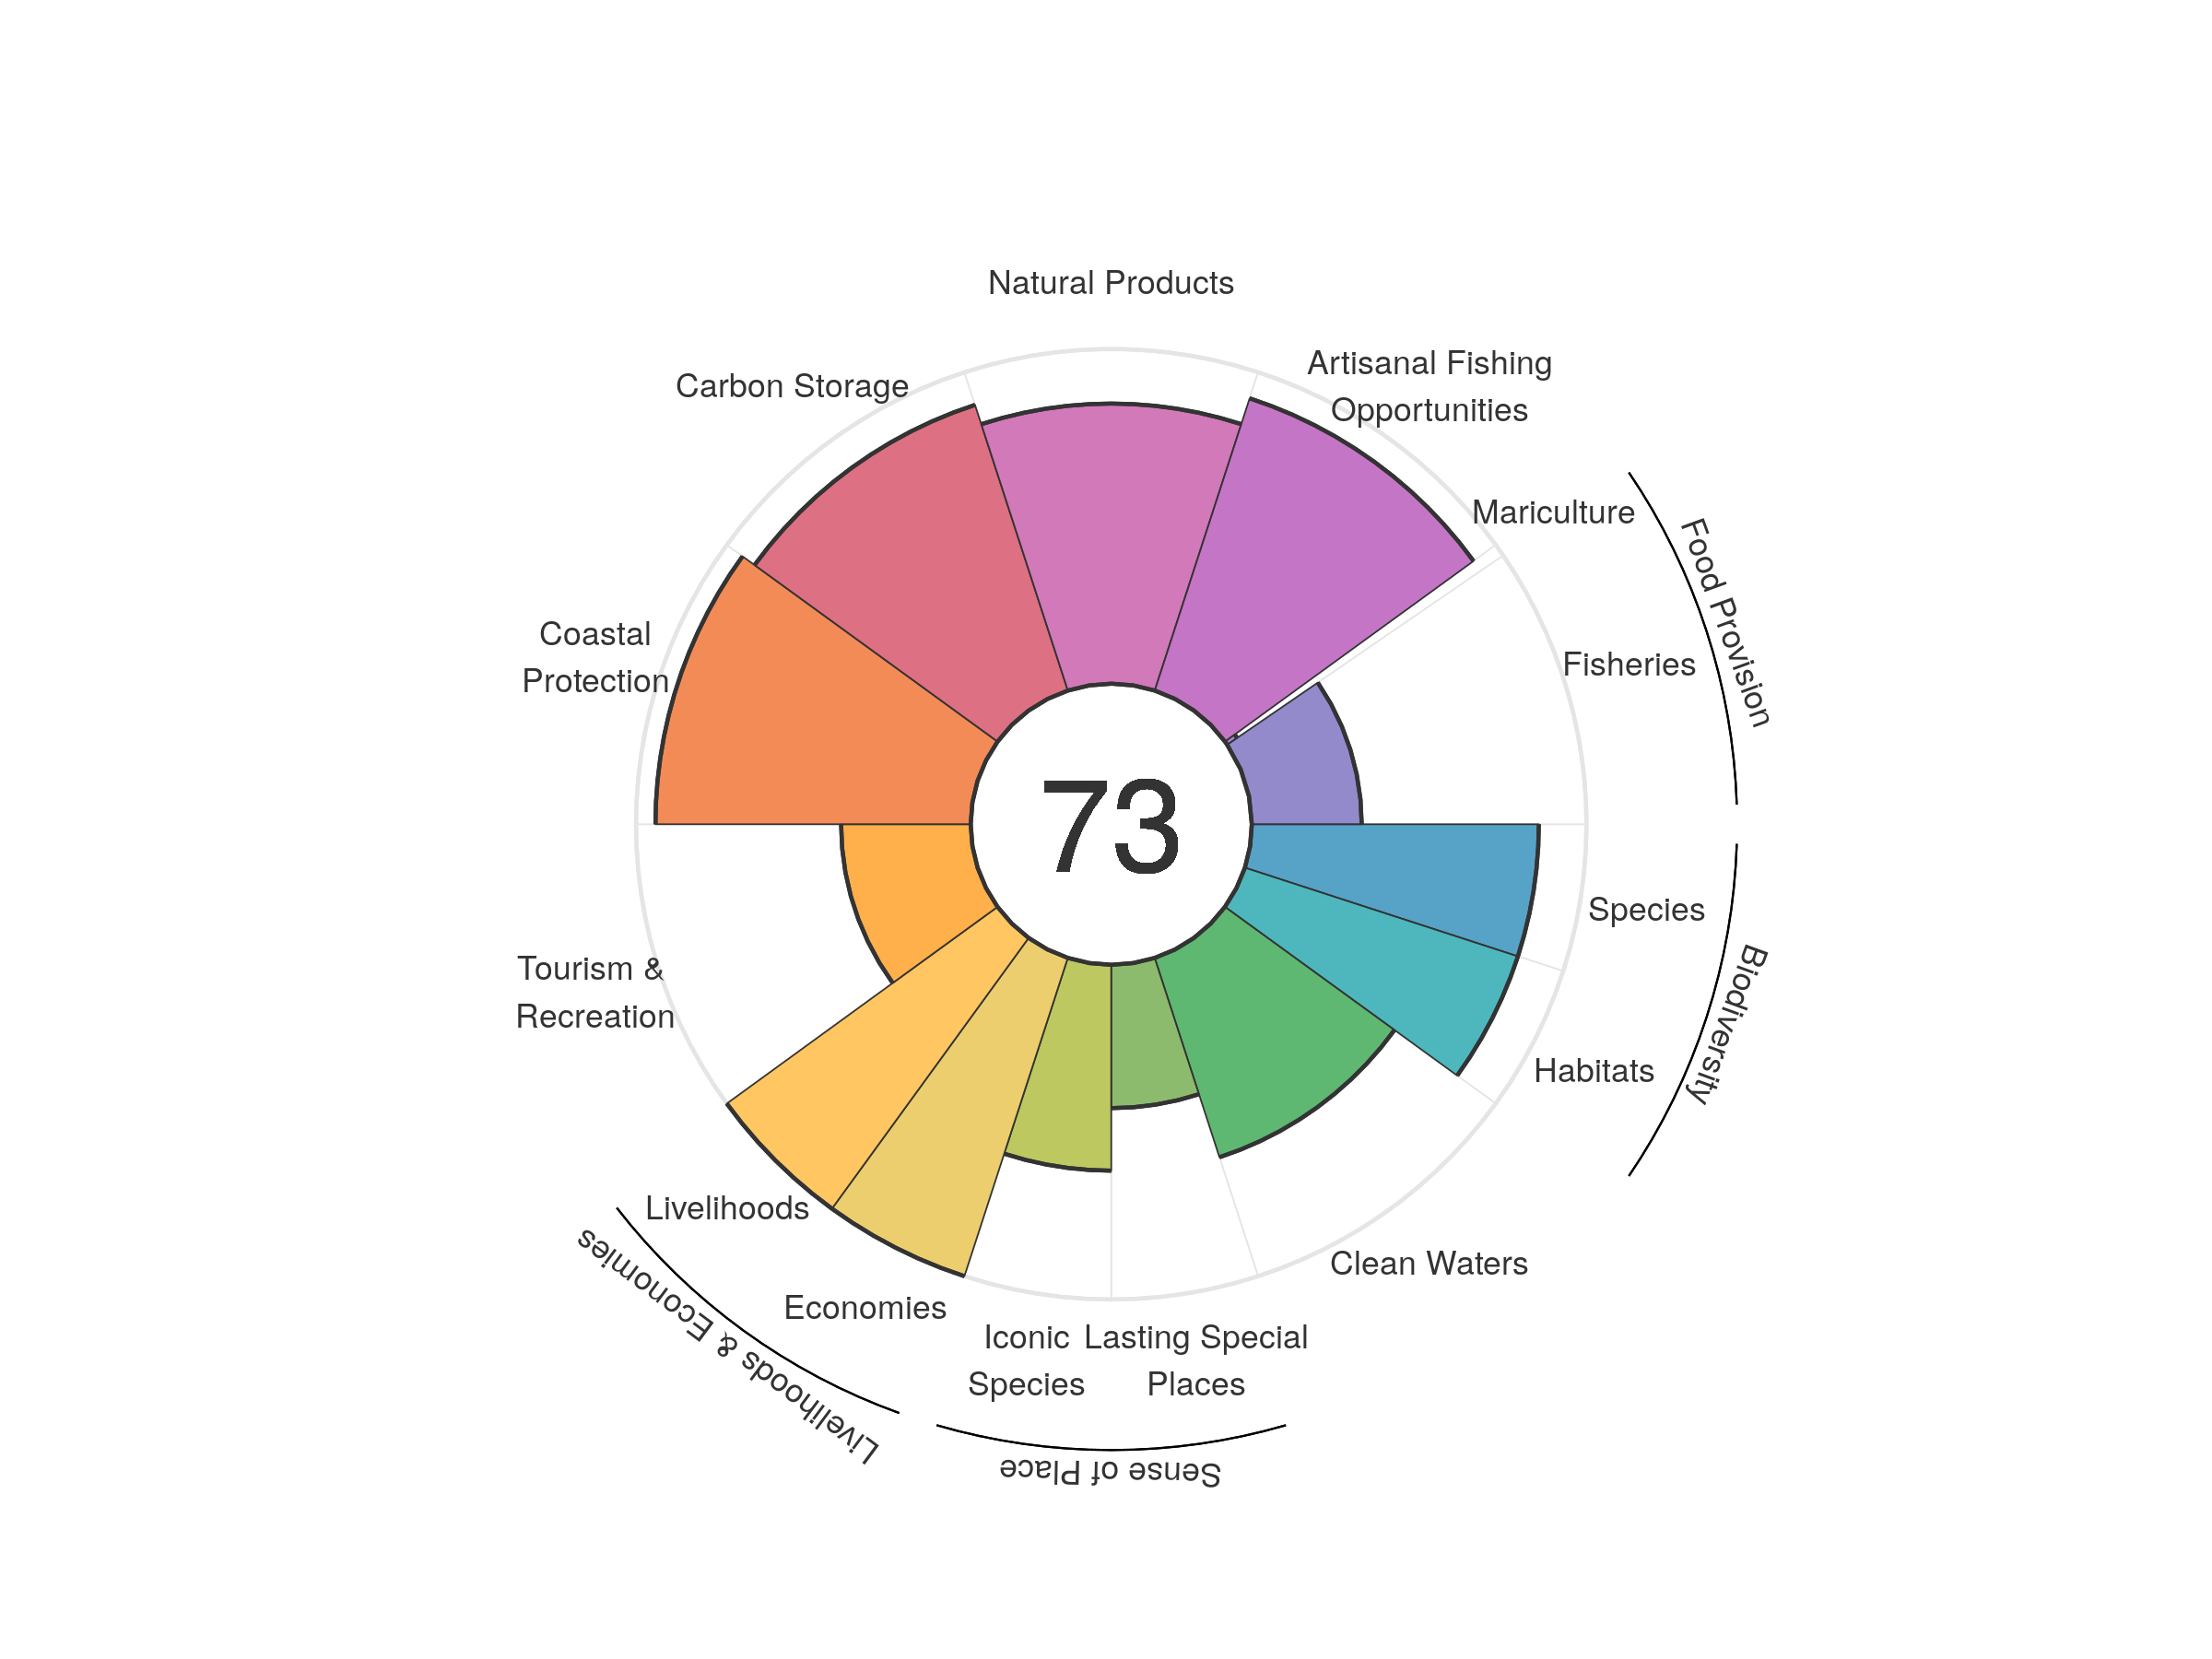 Natural Products
Artisanal Fishing
Opportunities
Carbon Storage
Mariculture
Food Provision
Fisheries
Coastal
Protection
73
Species
Biodiversity
Habitats
Tourism &
Recreation
Livelihoods
Clean Waters
Economies
Livelihoods & Economies
Iconic
Species
Lasting Special
Places
Sense of Place